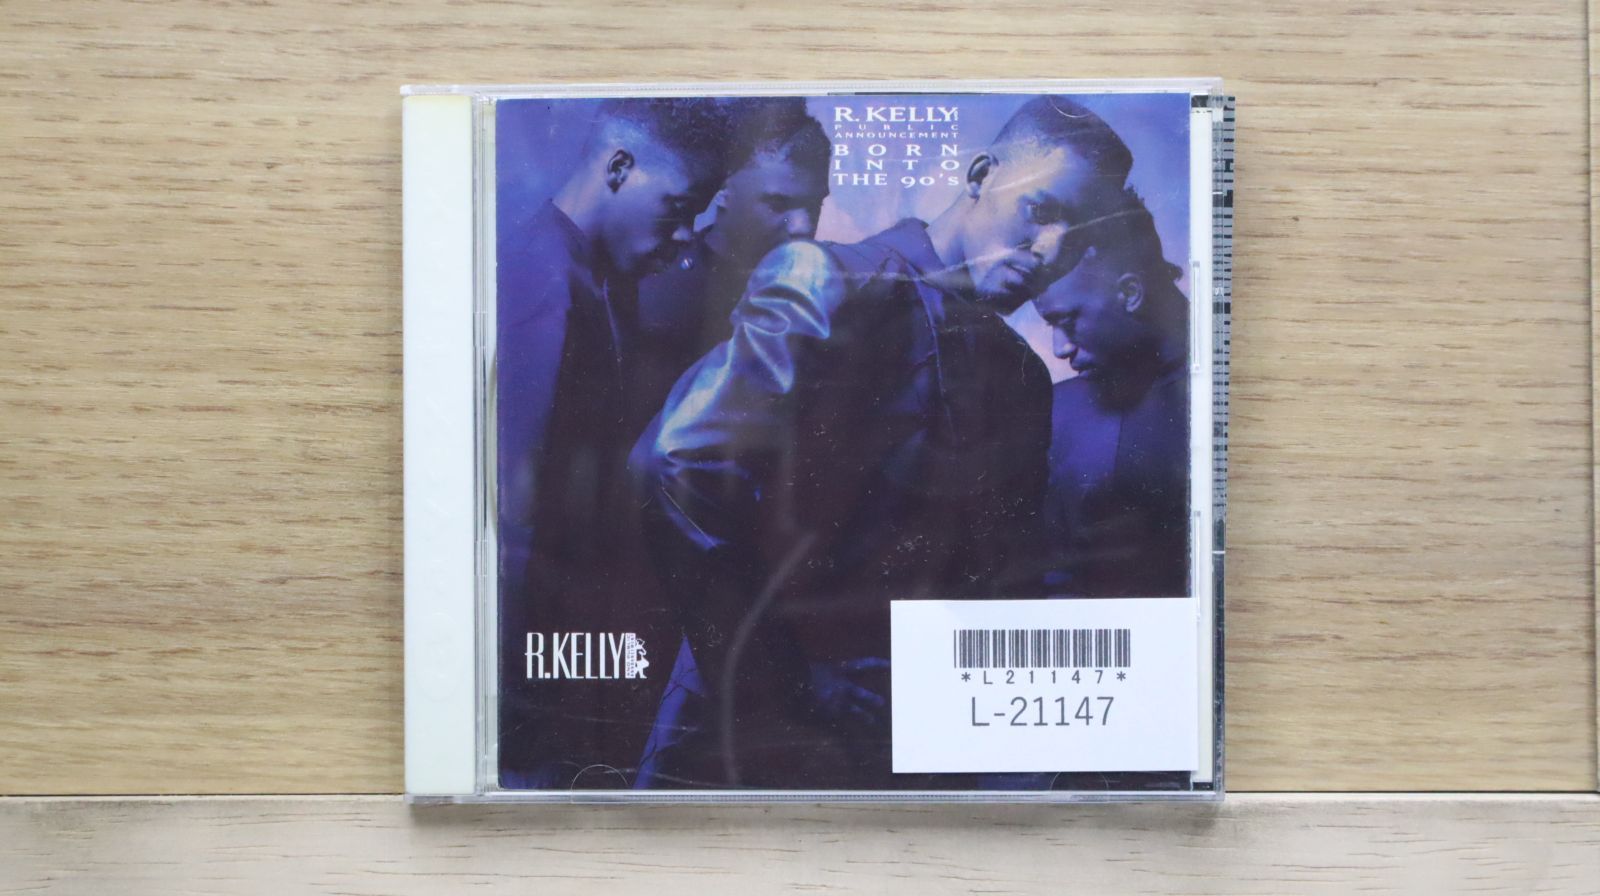 R. KELLY
PUBLIC
ANNOUNCEMENT
BORN
INTO
THE 90's
R.KELLY
*L21147*
L-21147